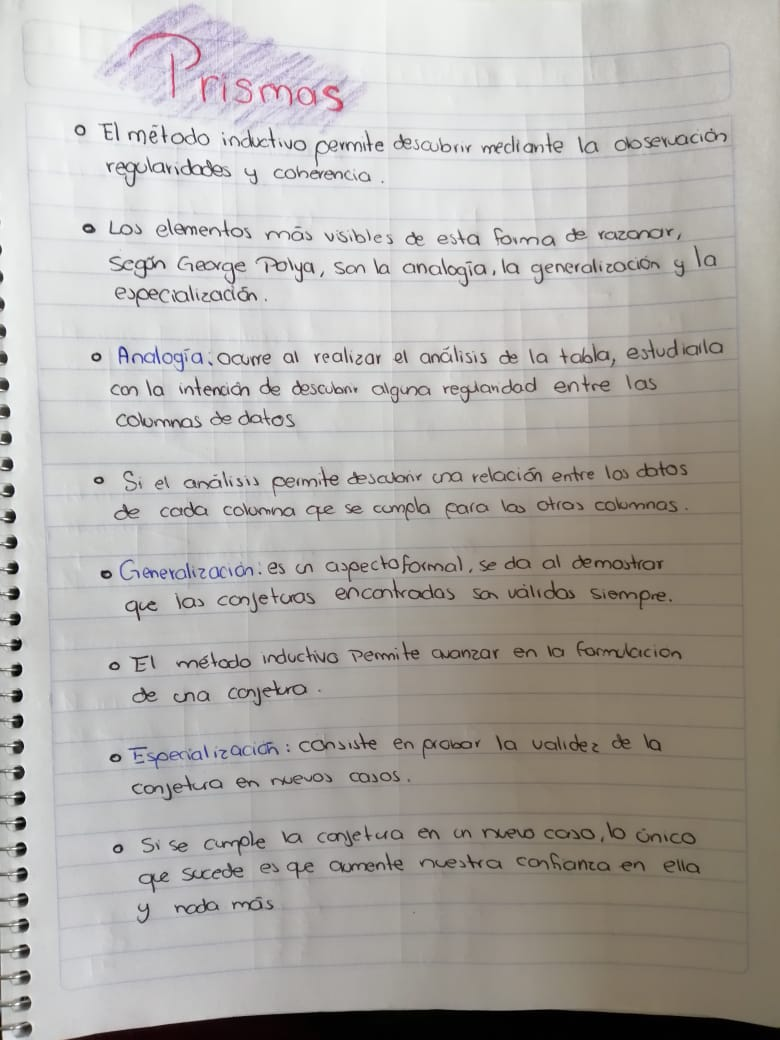 Prismas
El método inductivo permite descubrir mediante la observación
regularidades y coherencia.
Los elementos más visibles de esta forma de razonar,
Según George Polya, son la analogía, la generalización y la
especialización.
Analogía: Ocurre al realizar el análisis de la tabla, estudiarla
con la intención de descubrir alguna regularidad entre las
columnas de datos
Si el análisis permite descubrir una relación entre los datos
de cada columna que se cumpla para las otras columnas.
Generalización: es un aspecto formal, se da al demostrar
que las conjeturas encontradas son válidas siempre.
El método inductivo Permite avanzar en la formulacion
de una conjetura.
Especialización: consiste en probar la validez de la
conjetura en nuevos casos.
Si se cumple la conjetura en un nuevo caso, lo único
que sucede es que aumente nuestra confianza en ella
y nada más